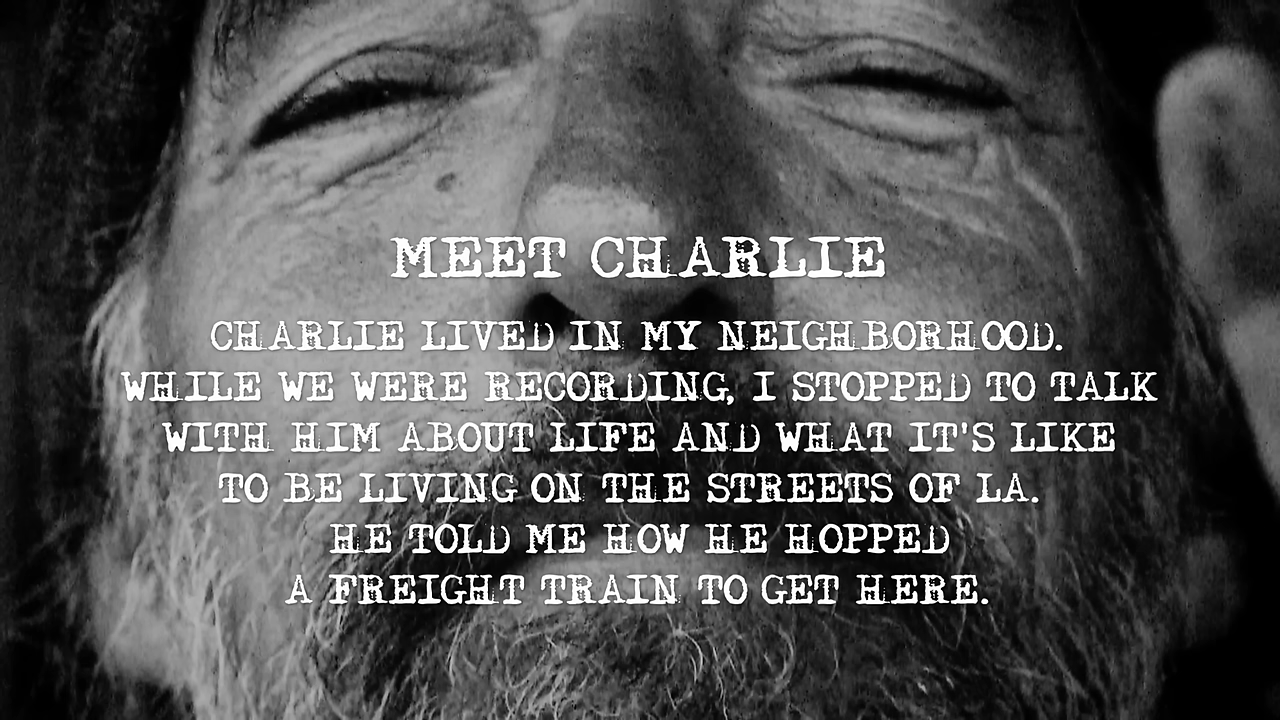 MEET CHARLIE
CHARLIE LIVED IN MY NEIGHBORHOOD.
WHILE WE WERE RECORDING, I STOPPED TO TALK
WITH HIM ABOUT LIFE AND WHAT IT'S LIKE
TO BE LIVING ON THE STREETS OF LA.
HE TOLD ME HOW HE HOPPED
A FREIGHT TRAIN TO GET HERE.